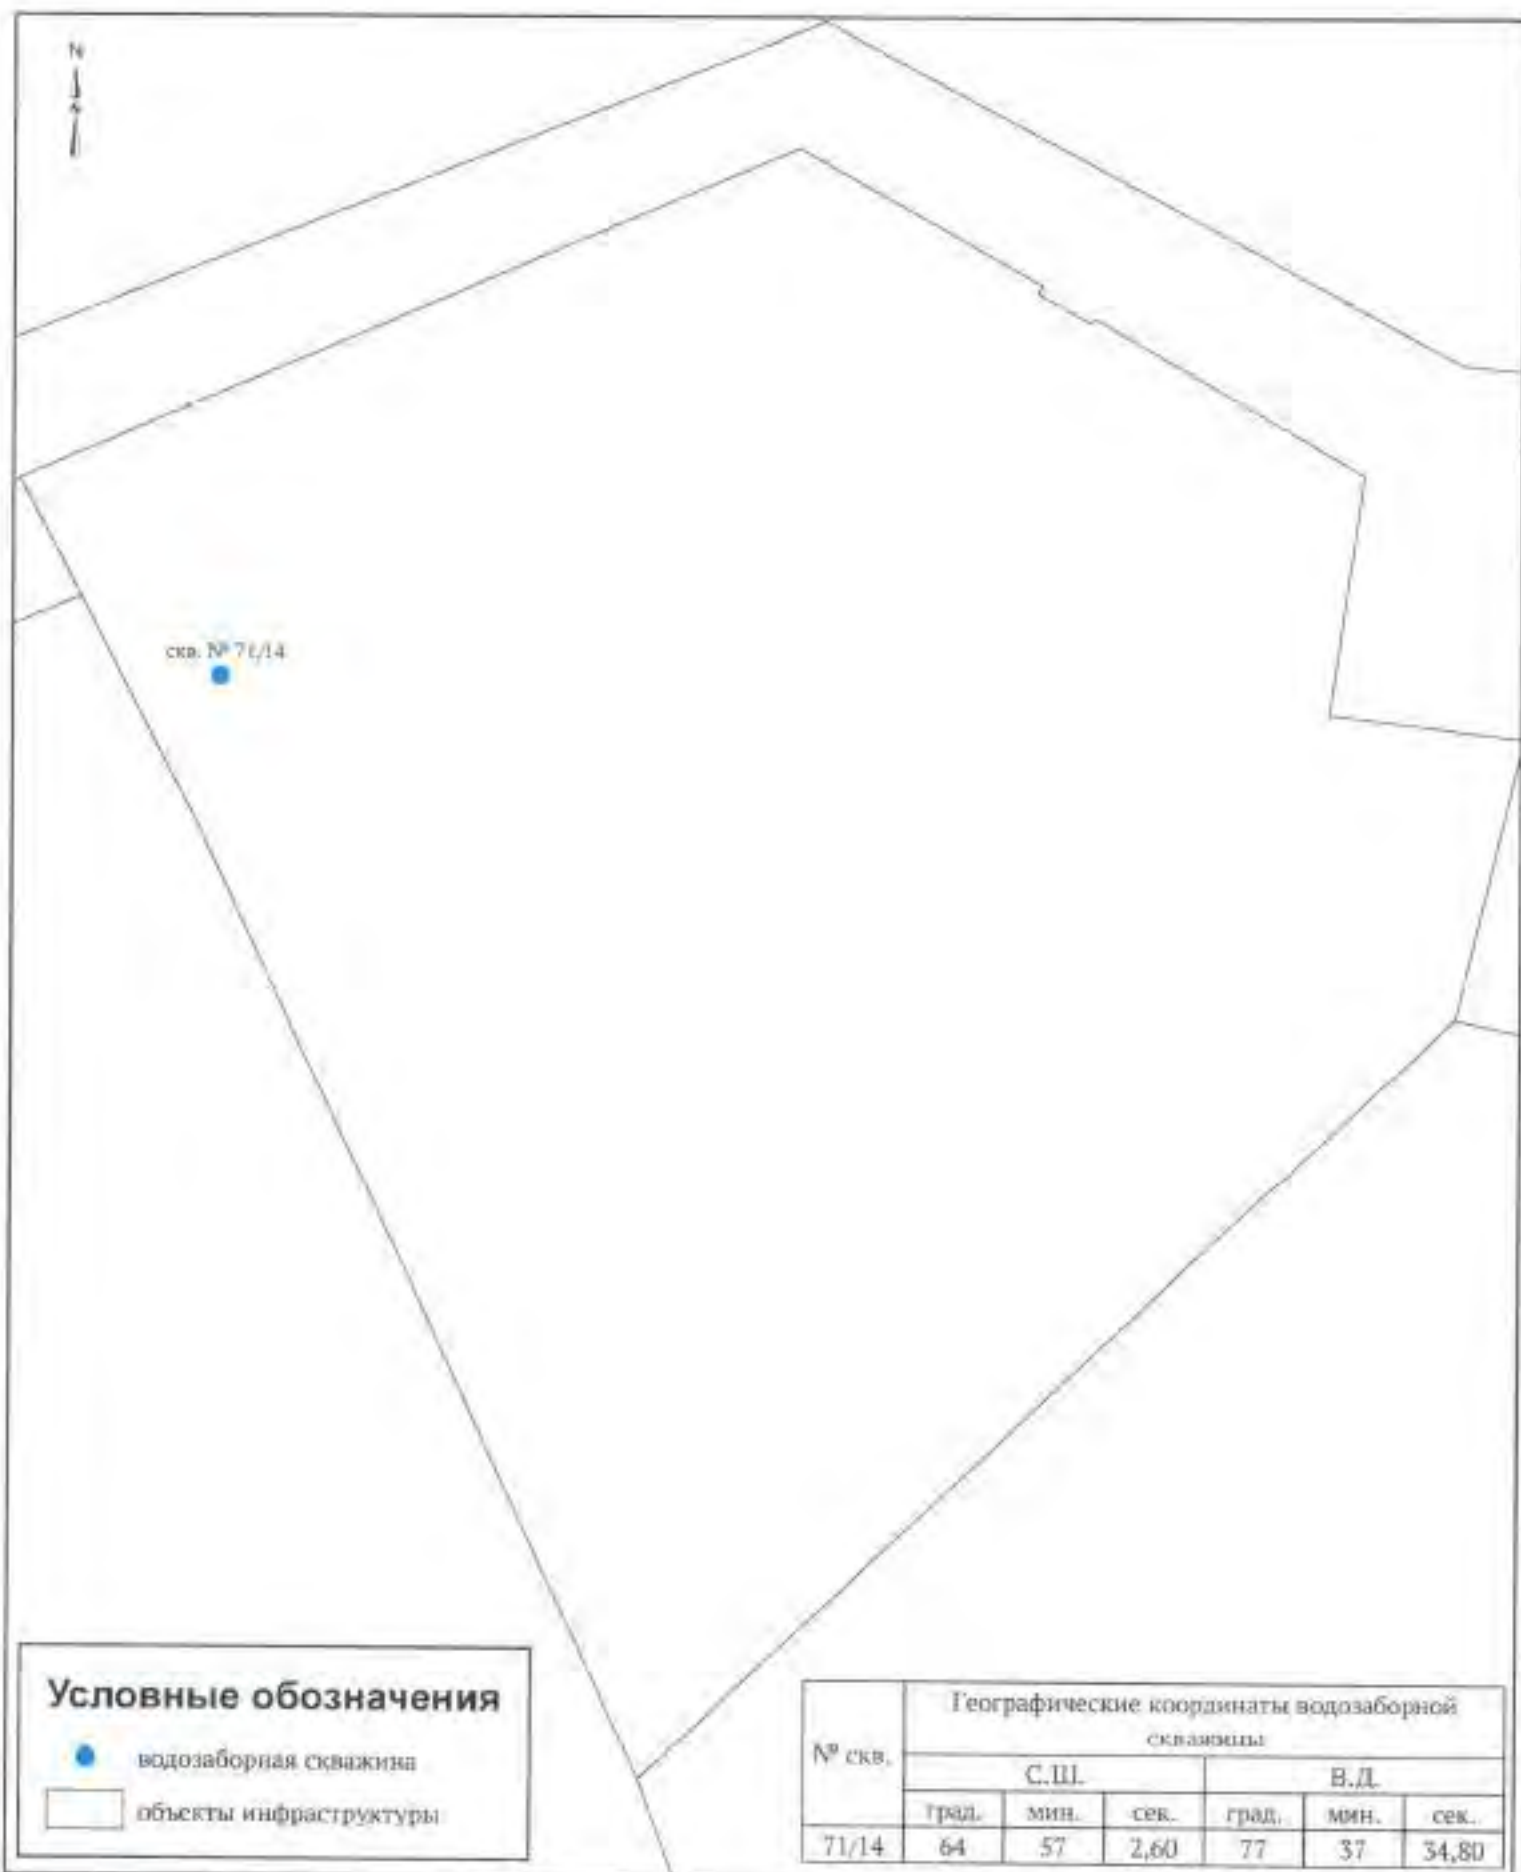 N
скв. № 71/14
Условные обозначения
водозаборная скважина
объекты инфраструктуры
№ скв.
Географические координаты водозаборной
скважины
С.Ш. В.Д.
град. мин. сек. град. мин. сек.
71/14 64 57 2,60 77 37 34,80